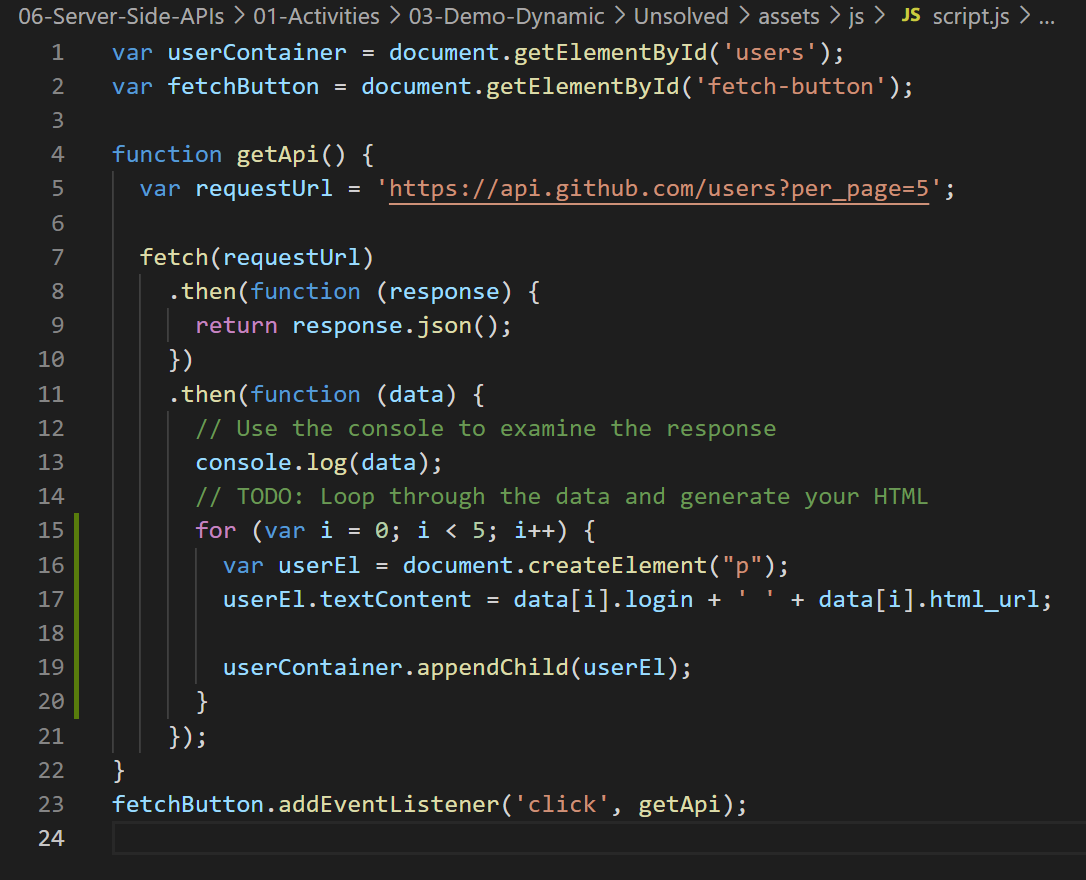 06-Server-Side-APIs > 01-Activities > 03-Demo-Dynamic > Unsolved > assets > js > JS script.js > ...
1 var userContainer = document.getElementById('users');
2 var fetchButton = document.getElementById('fetch-button');
3
4 function getApi() {
5   var requestUrl = 'https://api.github.com/users?per_page=5';
6
7   fetch(requestUrl)
8     .then(function (response) {
9       return response.json();
10     })
11     .then(function (data) {
12       // Use the console to examine the response
13       console.log(data);
14       // TODO: Loop through the data and generate your HTML
15       for (var i = 0; i < 5; i++) {
16         var userEl = document.createElement("p");
17         userEl.textContent = data[i].login + ' ' + data[i].html_url;
18
19         userContainer.appendChild(userEl);
20       }
21     });
22 }
23 fetchButton.addEventListener('click', getApi);
24